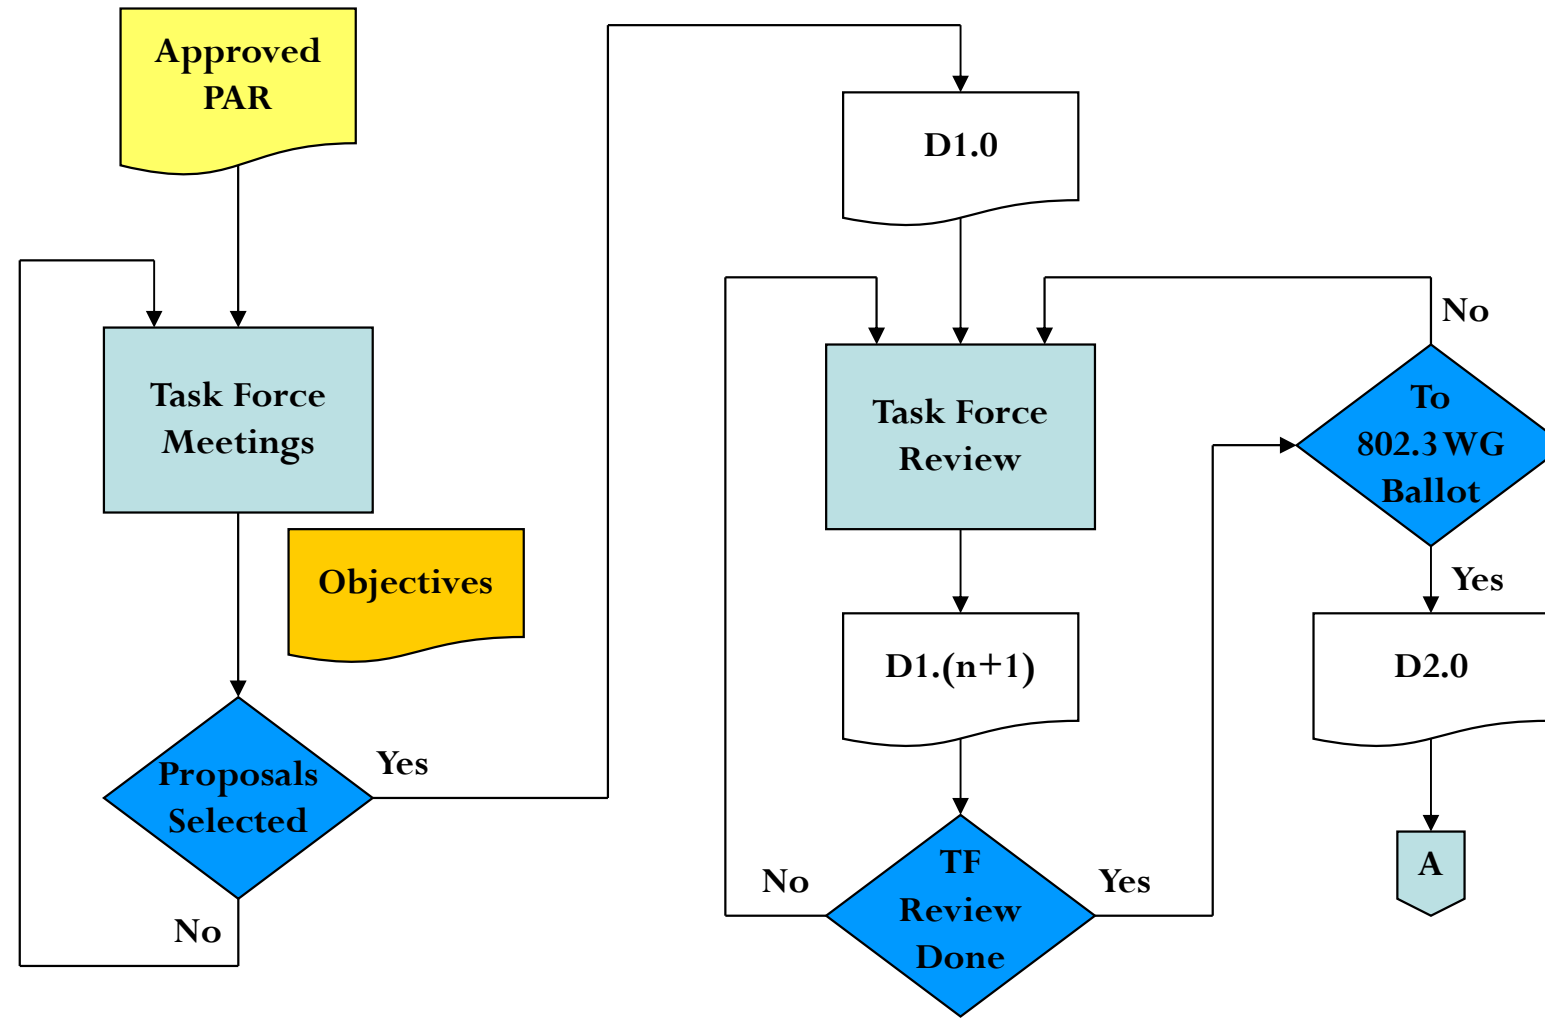 Approved
PAR
Task Force
Meetings
Objectives
Proposals
Selected
Yes
No
D1.0
Task Force
Review
D1.(n+1)
TF
Review
Done
No
Yes
To
802.3 WG
Ballot
No
Yes
D2.0
A